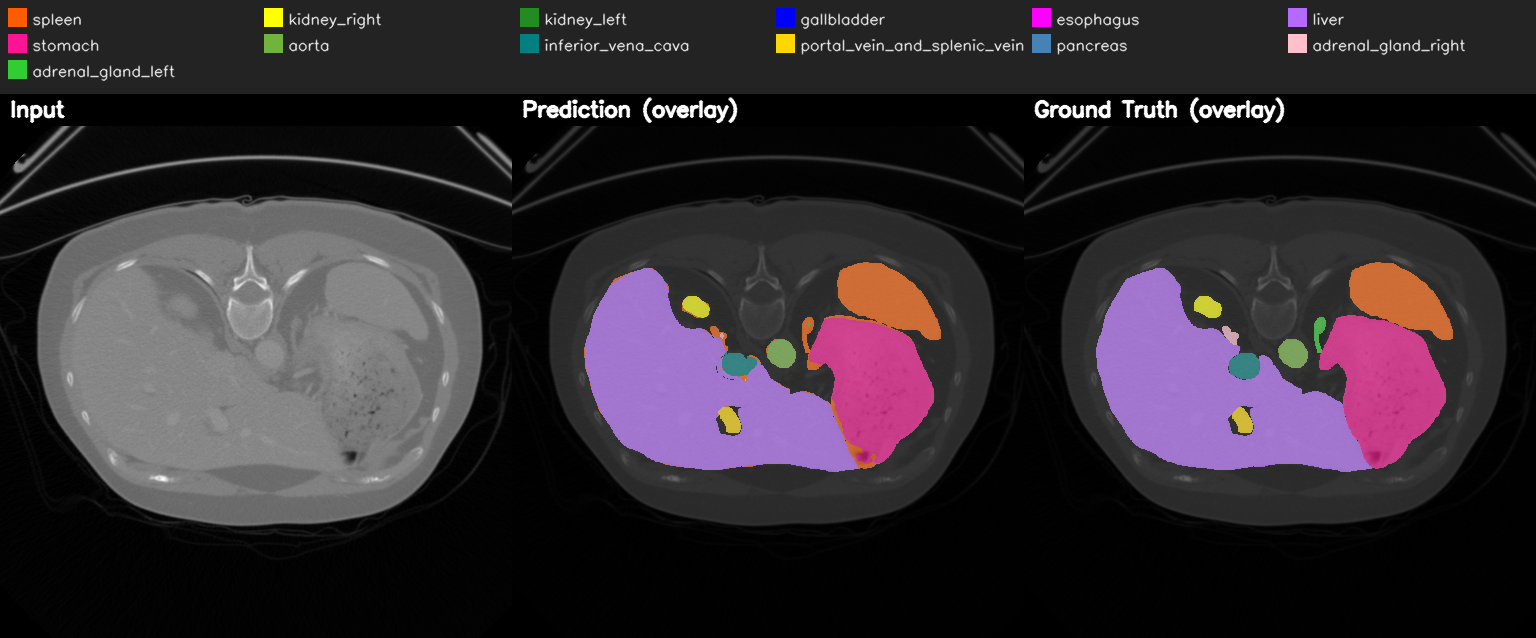 spleen
kidney_right
kidney_left
gallbladder
esophagus
liver
stomach
aorta
inferior_vena_cava
portal_vein_and_splenic_vein
pancreas
adrenal_gland_right
adrenal_gland_left
Input
Prediction (overlay)
Ground Truth (overlay)